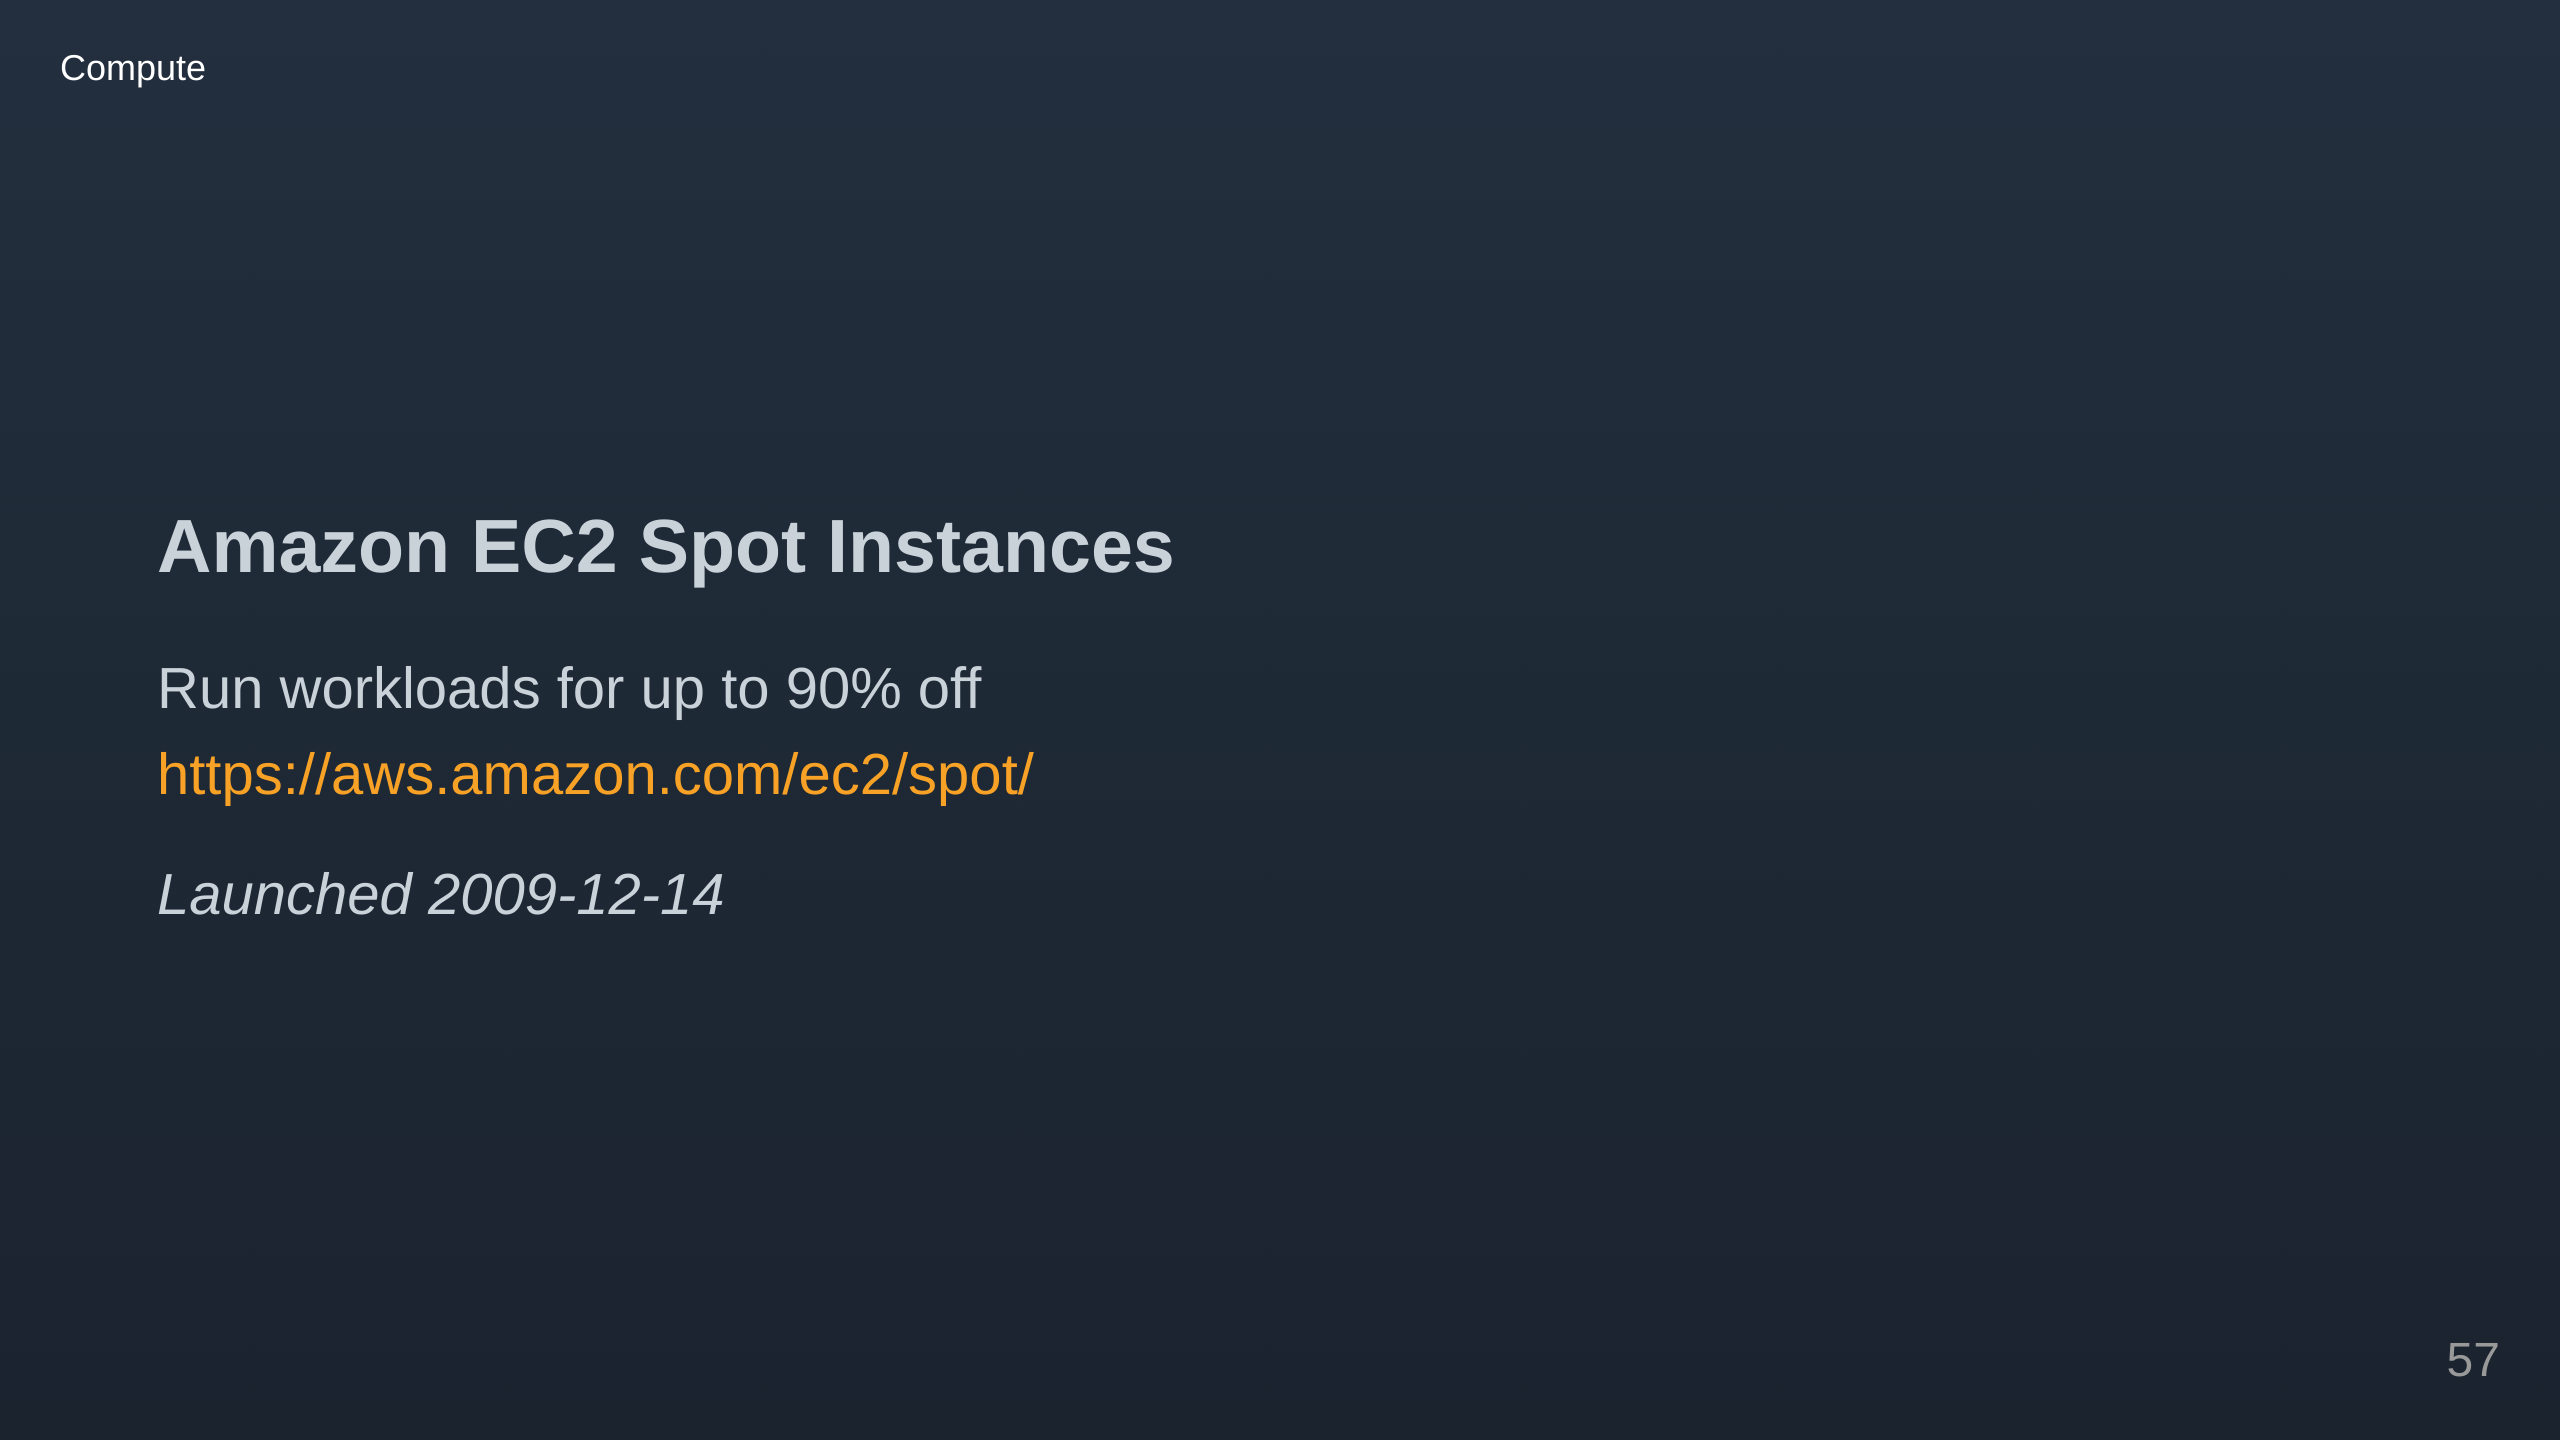 Compute
Amazon EC2 Spot Instances
Run workloads for up to 90% off
https://aws.amazon.com/ec2/spot/
Launched 2009-12-14
57